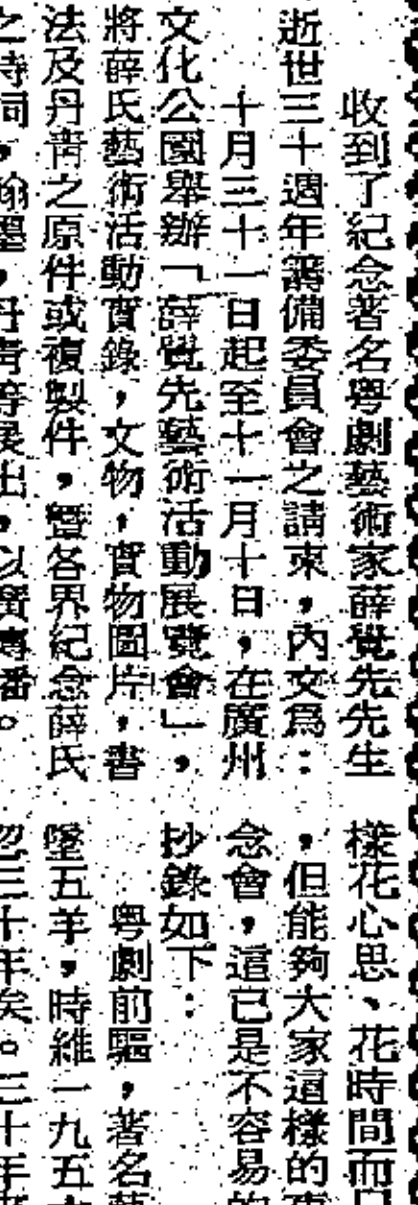 收到了紀念著名粵劇藝術家薛覺先先生
逝世三十週年籌備委員會之請柬，內文爲：
十月三十一日起至十一月十日，在廣州
文化公園舉辦「薛覺先藝術活動展覽會」，
將薛氏藝術活動實錄，文物，實物圖片，書
法及丹青之原件或複製件，暨各界紀念薛氏
之詩詞，翰墨，丹青等展出，以廣傳播。
樣花心思、花時間而
，但能夠大家這樣的
念會，這已是不容易的
抄錄如下：
粵劇前驅，著名藝
墜五羊，時維一九五
忽三十年矣。三十年